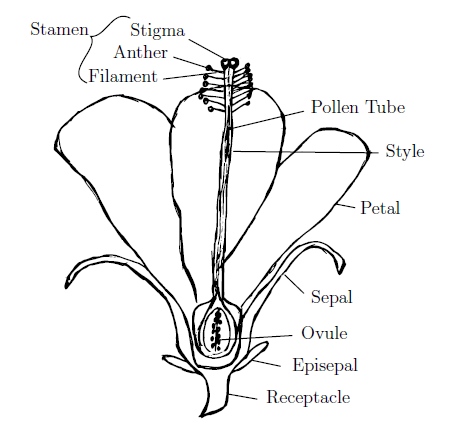 Stamen
Stigma
Anther
Filament
Pollen Tube
Style
Petal
Sepal
Ovule
Episepal
Receptacle